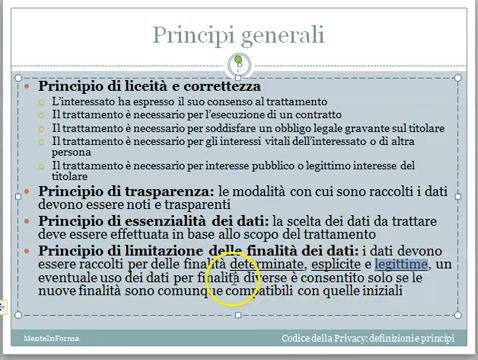 Principi generali
Principio di liceità e correttezza
L'interessato ha espresso il suo consenso al trattamento
Il trattamento è necessario per l'esecuzione di un contratto
Il trattamento è necessario per soddisfare un obbligo legale gravante sul titolare
Il trattamento è necessario per gli interessi vitali dell'interessato o di altra
persona
Il trattamento è necessario per interesse pubblico o legittimo interesse del
titolare
Principio di trasparenza: le modalità con cui sono raccolti i dati
devono essere noti e trasparenti
Principio di essenzialità dei dati: la scelta dei dati da trattare
deve essere effettuata in base allo scopo del trattamento
Principio di limitazione delle finalità dei dati: i dati devono
essere raccolti per delle finalità determinate, esplicite e legittime, un
eventuale uso dei dati per finalità diverse è consentito solo se le
nuove finalità sono comunque compatibili con quelle iniziali
MenteInForma
Codice della Privacy: definizioni e principi